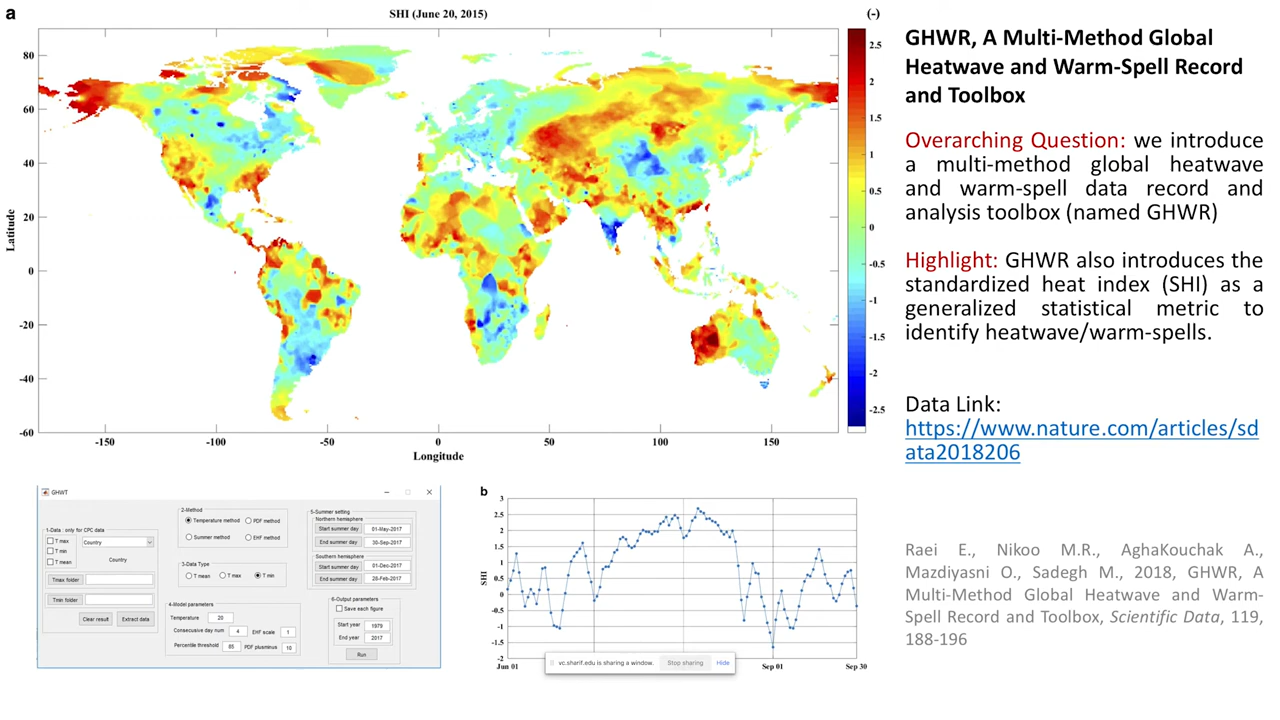 a
SHI (June 20, 2015)
(-)
80
60
40
20
0
-20
-40
-60
Latitude
-150
-100
-50
0
50
100
150
Longitude
2.5
2
1.5
1
0.5
0
-0.5
-1
-1.5
-2
-2.5
GHWR, A Multi-Method Global
Heatwave and Warm-Spell Record
and Toolbox
Overarching Question: we introduce
a multi-method global heatwave
and warm-spell data record and
analysis toolbox (named GHWR)
Highlight: GHWR also introduces the
standardized heat index (SHI) as a
generalized statistical metric to
identify heatwave/warm-spells.
Data Link:
https://www.nature.com/articles/sd
ata2018206
Raei E., Nikoo M.R., AghaKouchak A.,
Mazdiyasni O., Sadegh M., 2018, GHWR, A
Multi-Method Global Heatwave and Warm-
Spell Record and Toolbox, Scientific Data, 119,
188-196
GHWT
1-Data : only for CPC data
T max
T min
T mean
Country
Country
Tmax folder
Tmin folder
Clear result
Extract data
2-Method
Temperature method
PDF method
Summer method
EHF method
3-Data Type
T mean
T max
T min
4-Model parameters
Temperature
20
Consecusive day num
4
EHF scale
1
Percentile threshold
85
PDF plusminus
10
5-Summer setting
Northern hemisphere
Start summer day
01-May-2017
End summer day
30-Sep-2017
Southern hemisphere
Start summer day
01-Dec-2017
End summer day
28-Feb-2017
6-Output parameters
Save each figure
Start year
1979
End year
2017
Run
b
3
2.5
2
1.5
1
0.5
0
-0.5
-1
-1.5
-2
SHI
Jun 01
Sep 01
Sep 30
vc.sharif.edu is sharing a window.
Stop sharing
Hide